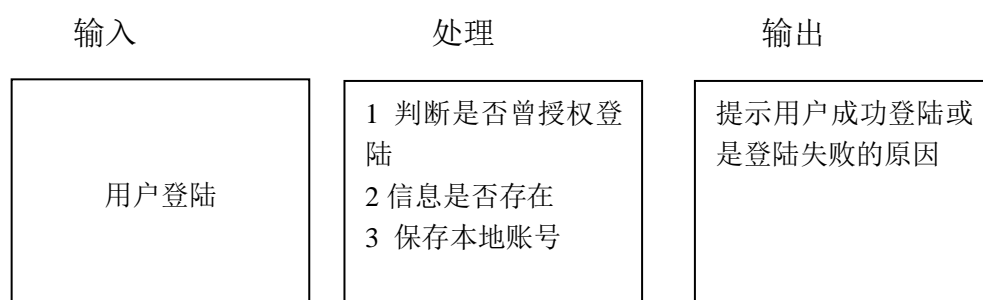 输入
处理
输出
用户登陆
1 判断是否曾授权登
陆
2 信息是否存在
3 保存本地账号
提示用户成功登陆或
是登陆失败的原因